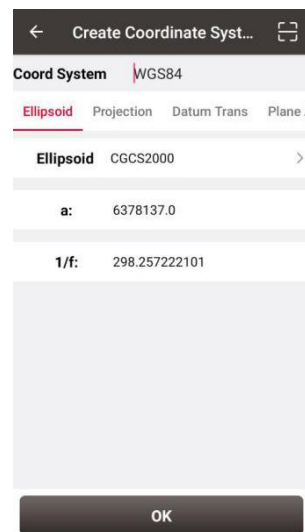 Create Coordinate Syst...
Coord System WGS84
Ellipsoid Projection Datum Trans Plane
Ellipsoid CGCS2000
a: 6378137.0
1/f: 298.257222101
OK